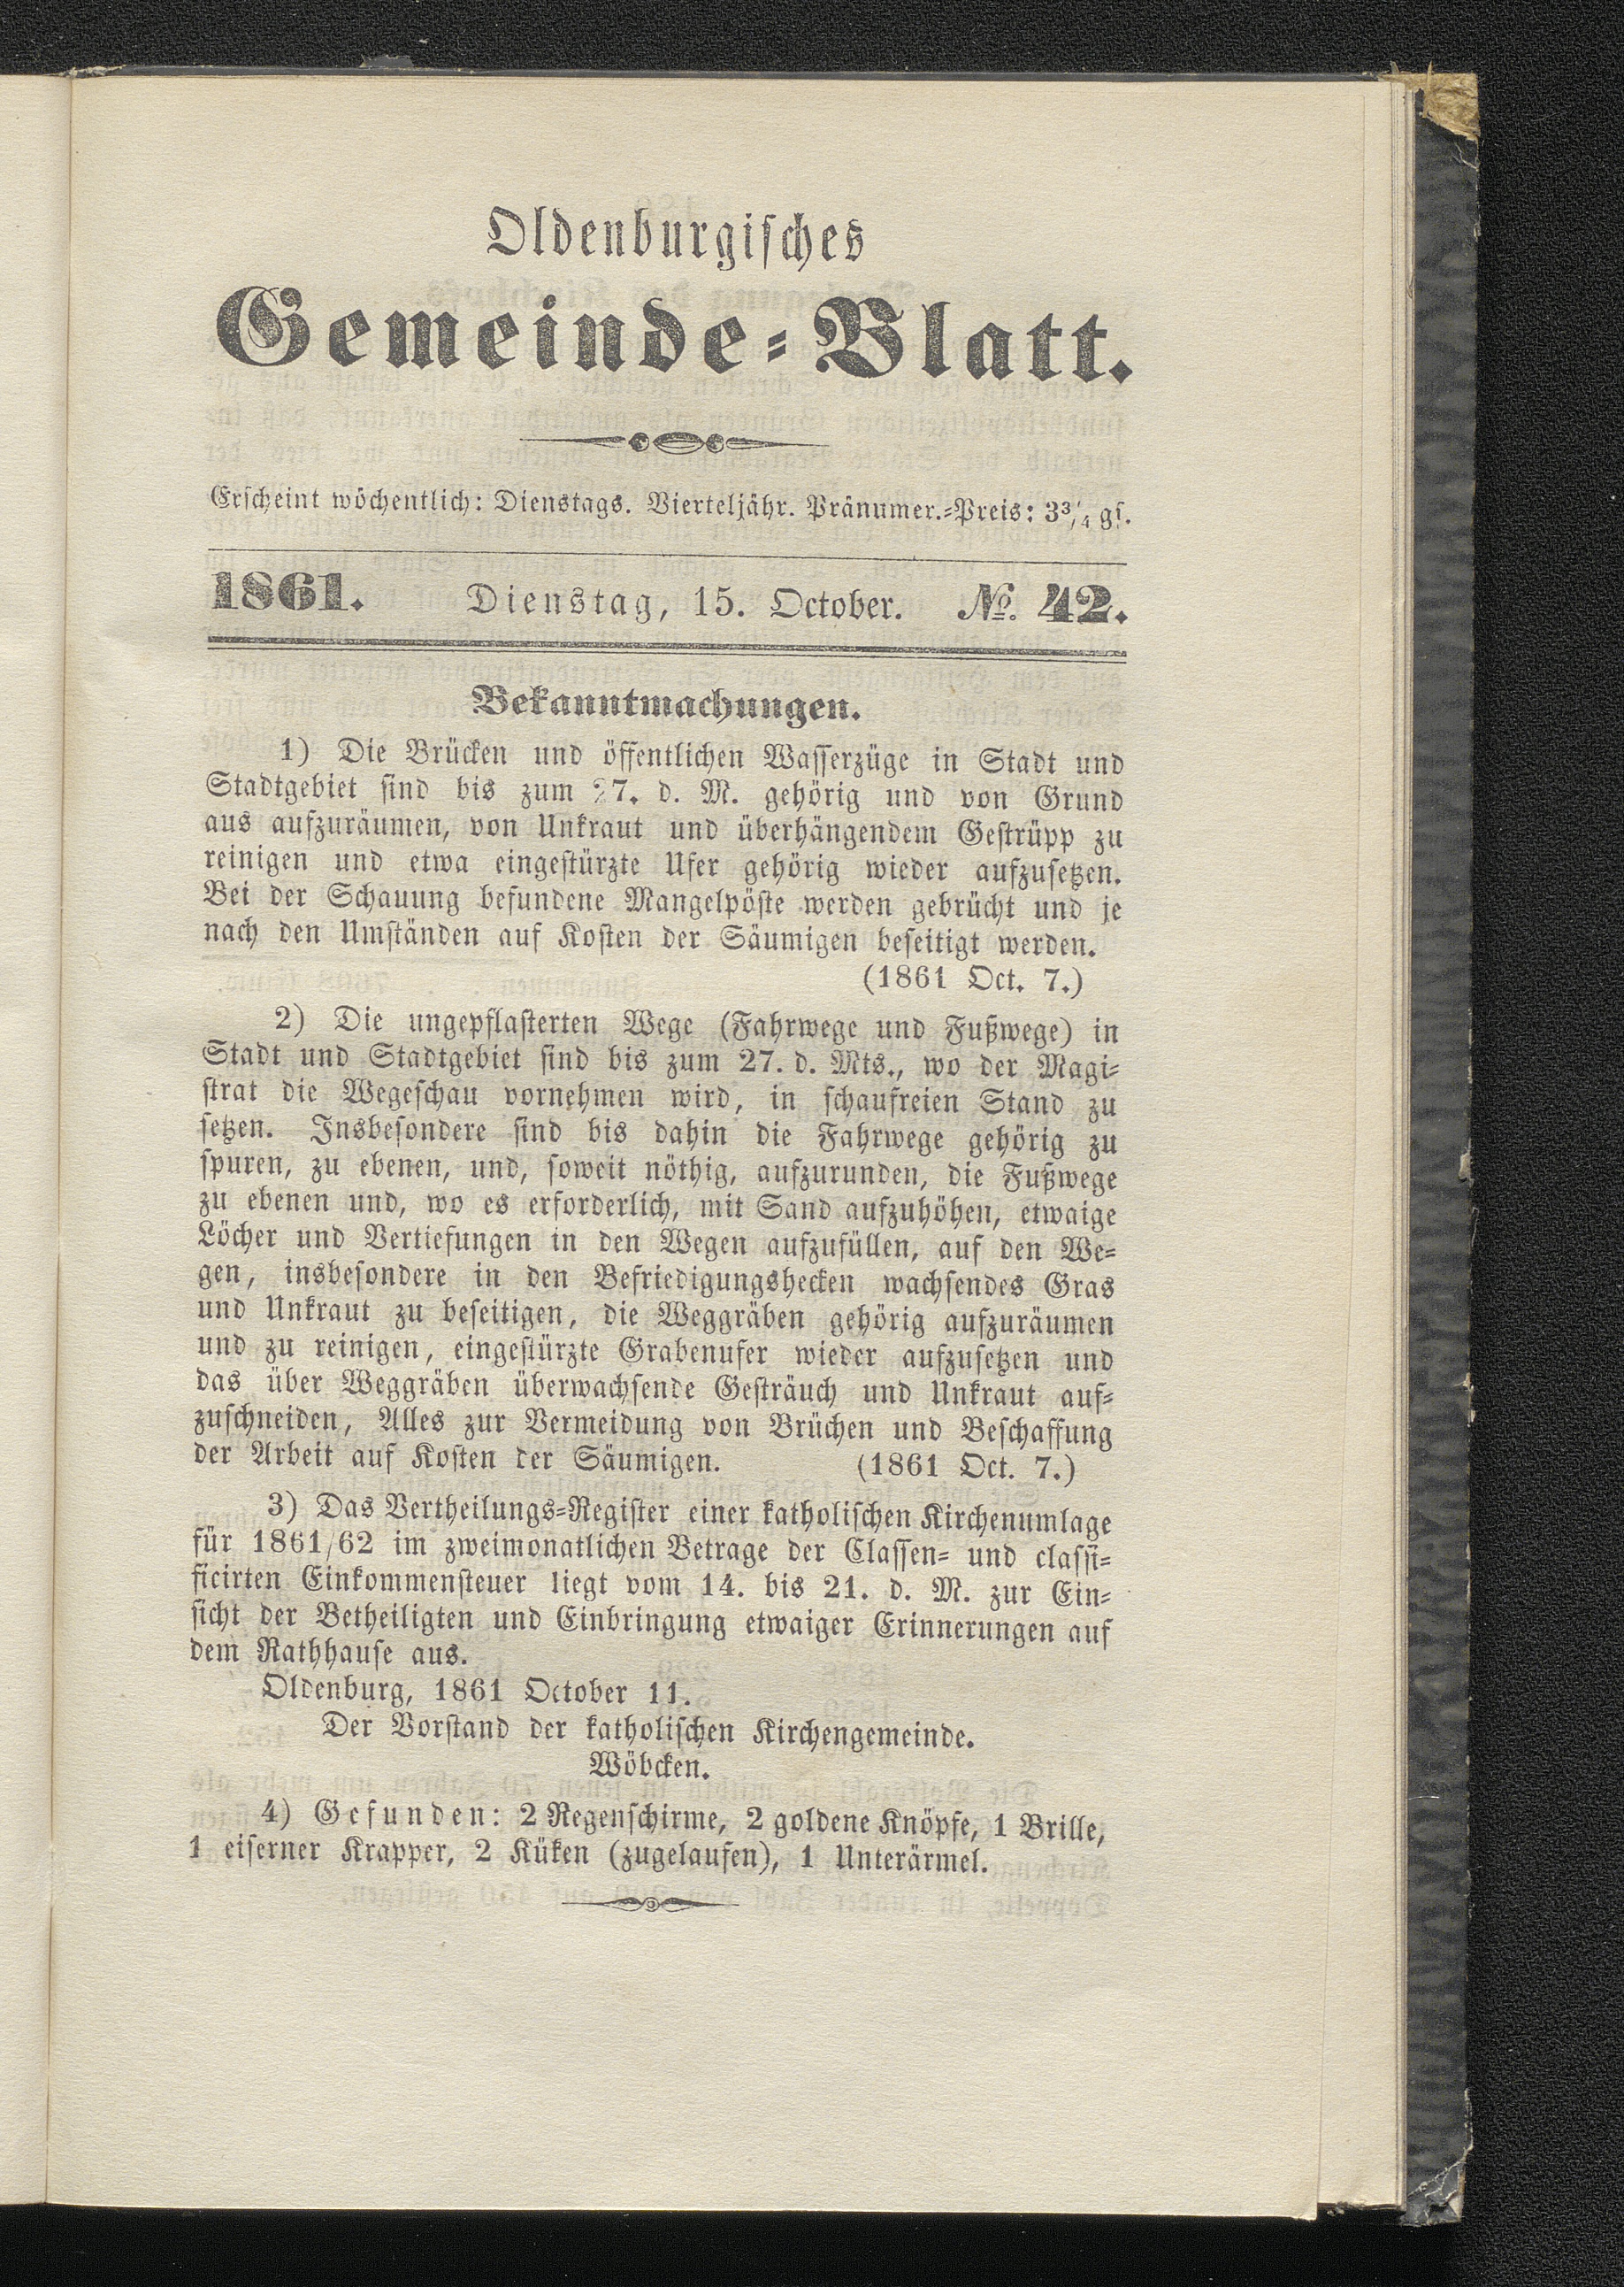 Oldenburgisches
Gemeinde-Blatt.
Erscheint wöchentlich: Dienstags. Vierteljähr. Pränumer.-Preis: 3 3/4 gs.
1861. Dienstag, 15. October. № 42.
Bekanntmachungen.
1) Die Brücken und öffentlichen Wasserzüge in Stadt und
Stadtgebiet sind bis zum 27. d. M. gehörig und von Grund
aus aufzuräumen, von Unkraut und überhängendem Gestrüpp zu
reinigen und etwa eingestürzte Ufer gehörig wieder aufzusetzen.
Bei der Schauung befundene Mangelpöste werden gebrücht und je
nach den Umständen auf Kosten der Säumigen beseitigt werden.
(1861 Oct. 7.)
2) Die ungepflasterten Wege (Fahrwege und Fußwege) in
Stadt und Stadtgebiet sind bis zum 27. d. Mts., wo der Magi-
strat die Wegeschau vornehmen wird, in schaufreien Stand zu
setzen. Insbesondere sind bis dahin die Fahrwege gehörig zu
spuren, zu ebenen, und, soweit nöthig, aufzurunden, die Fußwege
zu ebenen und, wo es erforderlich, mit Sand aufzuhöhen, etwaige
Löcher und Vertiefungen in den Wegen aufzufüllen, auf den We-
gen, insbesondere in den Befriedigungshecken wachsendes Gras
und Unkraut zu beseitigen, die Weggräben gehörig aufzuräumen
und zu reinigen, eingestürzte Grabenufer wieder aufzusetzen und
das über Weggräben überwachsende Gesträuch und Unkraut auf-
zuschneiden, Alles zur Vermeidung von Brüchen und Beschaffung
der Arbeit auf Kosten der Säumigen. (1861 Oct. 7.)
3) Das Vertheilungs-Register einer katholischen Kirchenumlage
für 1861/62 im zweimonatlichen Betrage der Classen- und classi-
ficirten Einkommensteuer liegt vom 14. bis 21. d. M. zur Ein-
sicht der Betheiligten und Einbringung etwaiger Erinnerungen auf
dem Rathhause aus.
Oldenburg, 1861 October 11.
Der Vorstand der katholischen Kirchengemeinde.
Wöbcken.
4) Gefunden: 2 Regenschirme, 2 goldene Knöpfe, 1 Brille,
1 eiserner Krapper, 2 Küken (zugelaufen), 1 Unterärmel.